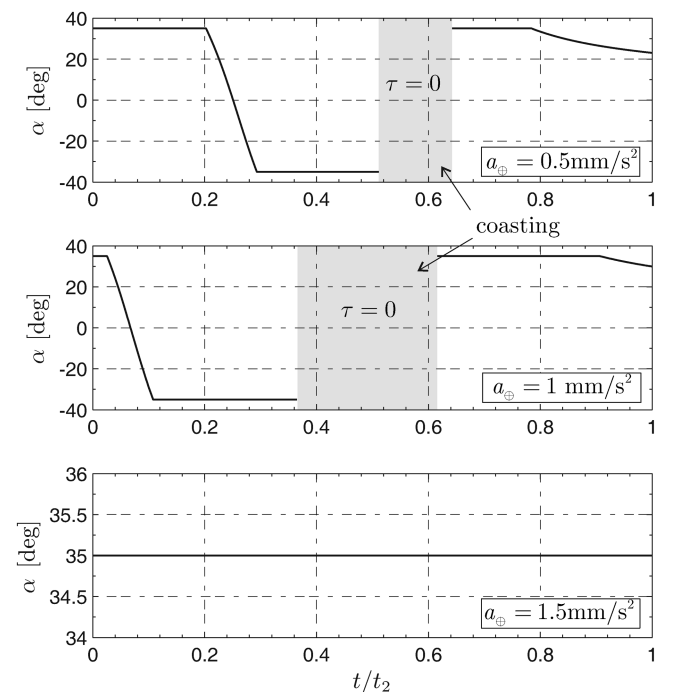 40
20
0
-20
-40
α [deg]
τ = 0
a⊕ = 0.5mm/s²
0 0.2 0.4 0.6 0.8 1
coasting
40
20
0
-20
-40
α [deg]
τ = 0
a⊕ = 1 mm/s²
0 0.2 0.4 0.6 0.8 1
36
35.5
35
34.5
34
α [deg]
a⊕ = 1.5mm/s²
0 0.2 0.4 0.6 0.8 1
t/t₂